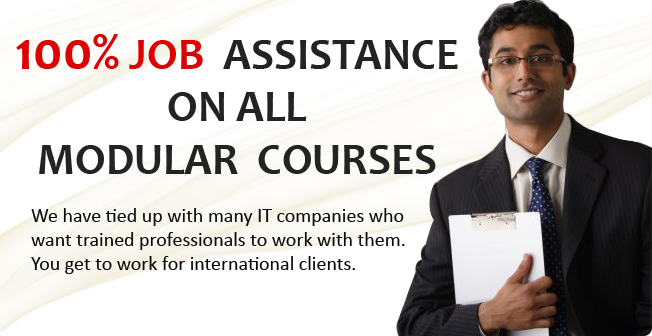 100% JOB ASSISTANCE
ON ALL
MODULAR COURSES
We have tied up with many IT companies who
want trained professionals to work with them.
You get to work for international clients.